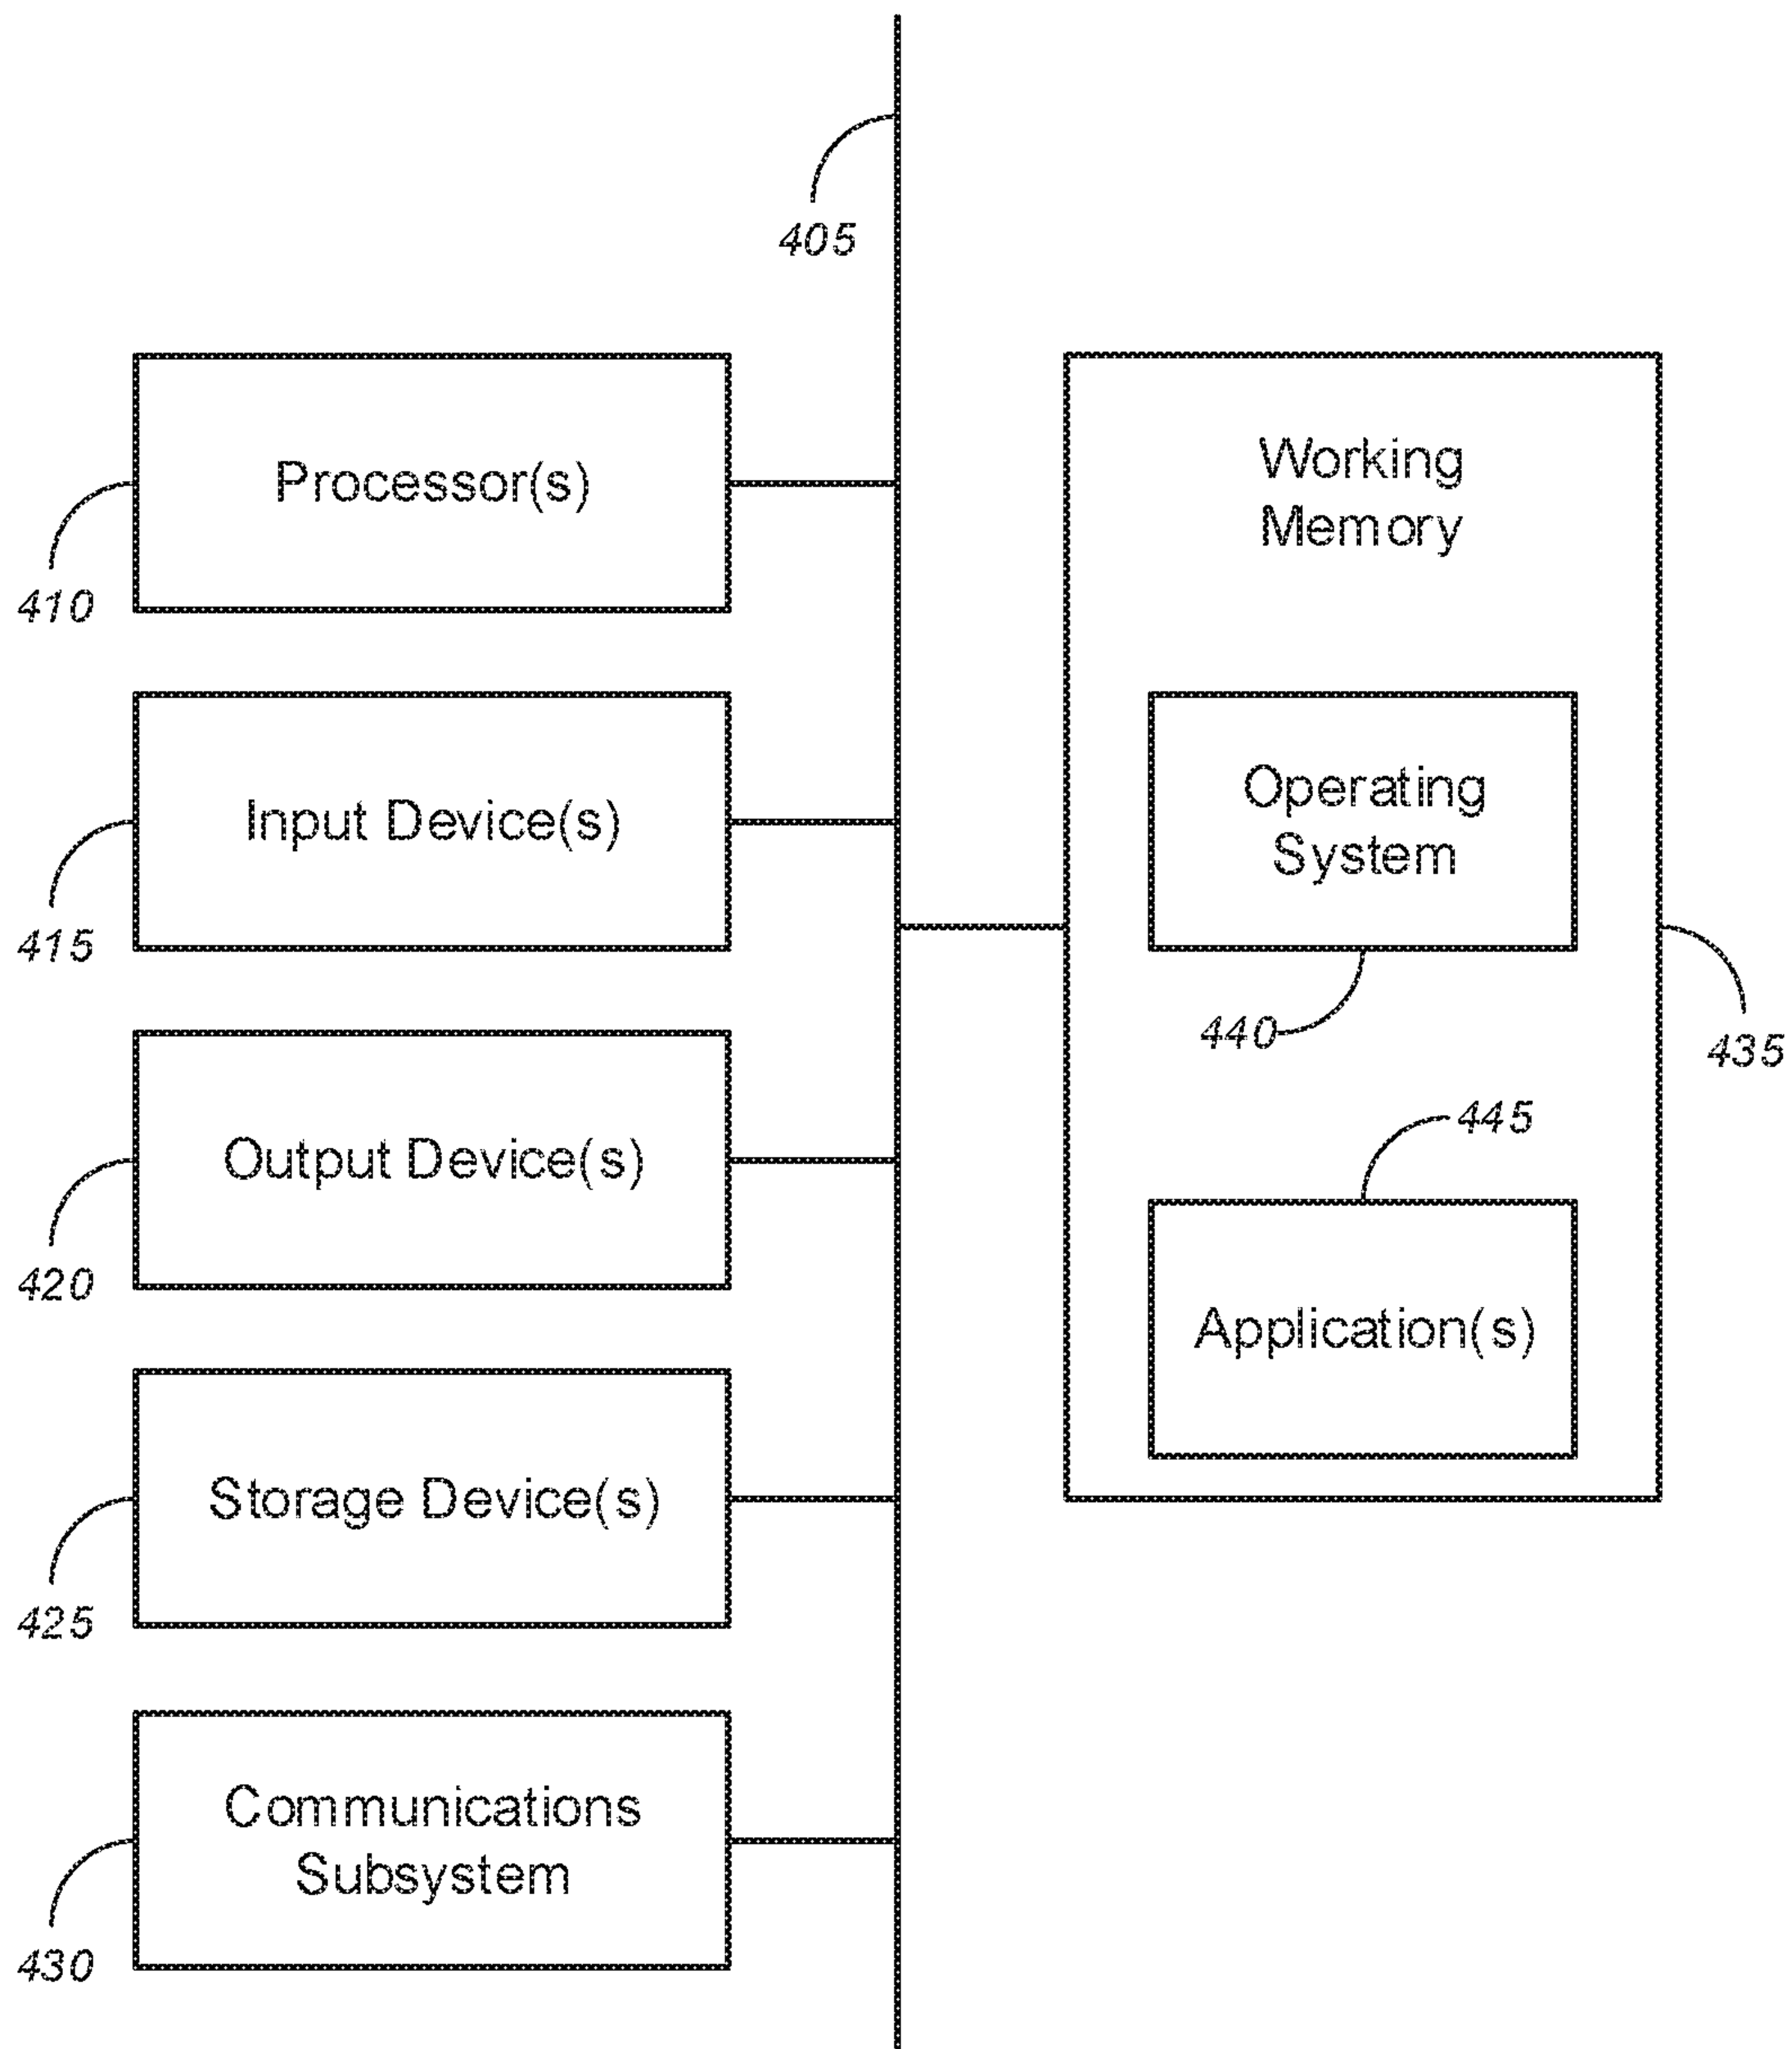 405
Processor(s)
410
Input Device(s)
415
Output Device(s)
420
Storage Device(s)
425
Communications
Subsystem
430
Working
Memory
Operating
System
440
435
445
Application(s)